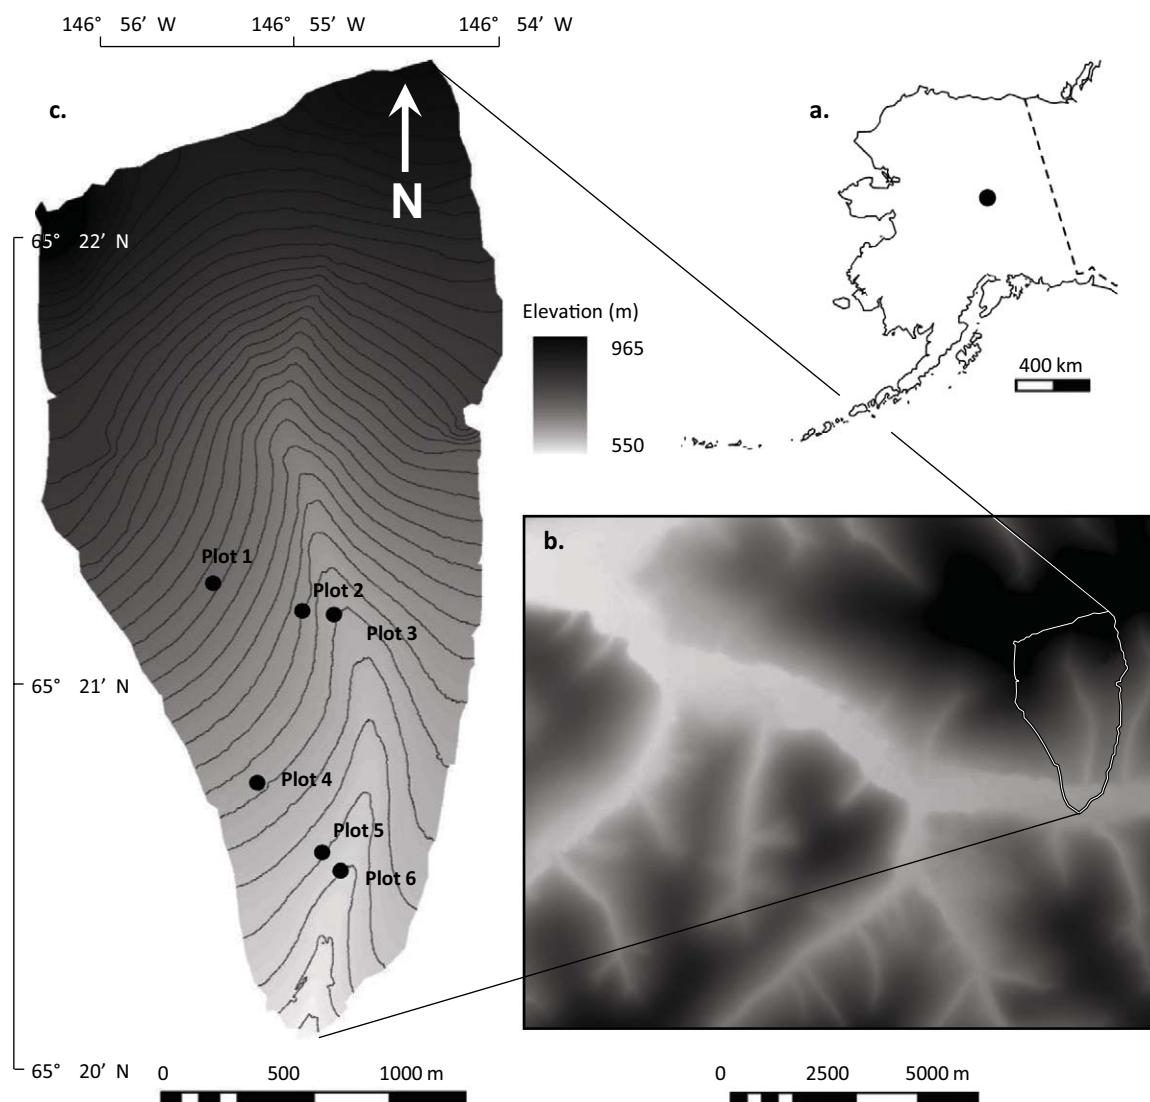 146° 56’ W 146° 55’ W 146° 54’ W
c.
a.
N
65° 22’ N
Elevation (m)
965
550
400 km
b.
Plot 1
Plot 2
Plot 3
65° 21’ N
Plot 4
Plot 5
Plot 6
65° 20’ N
0 500 1000 m
0 2500 5000 m